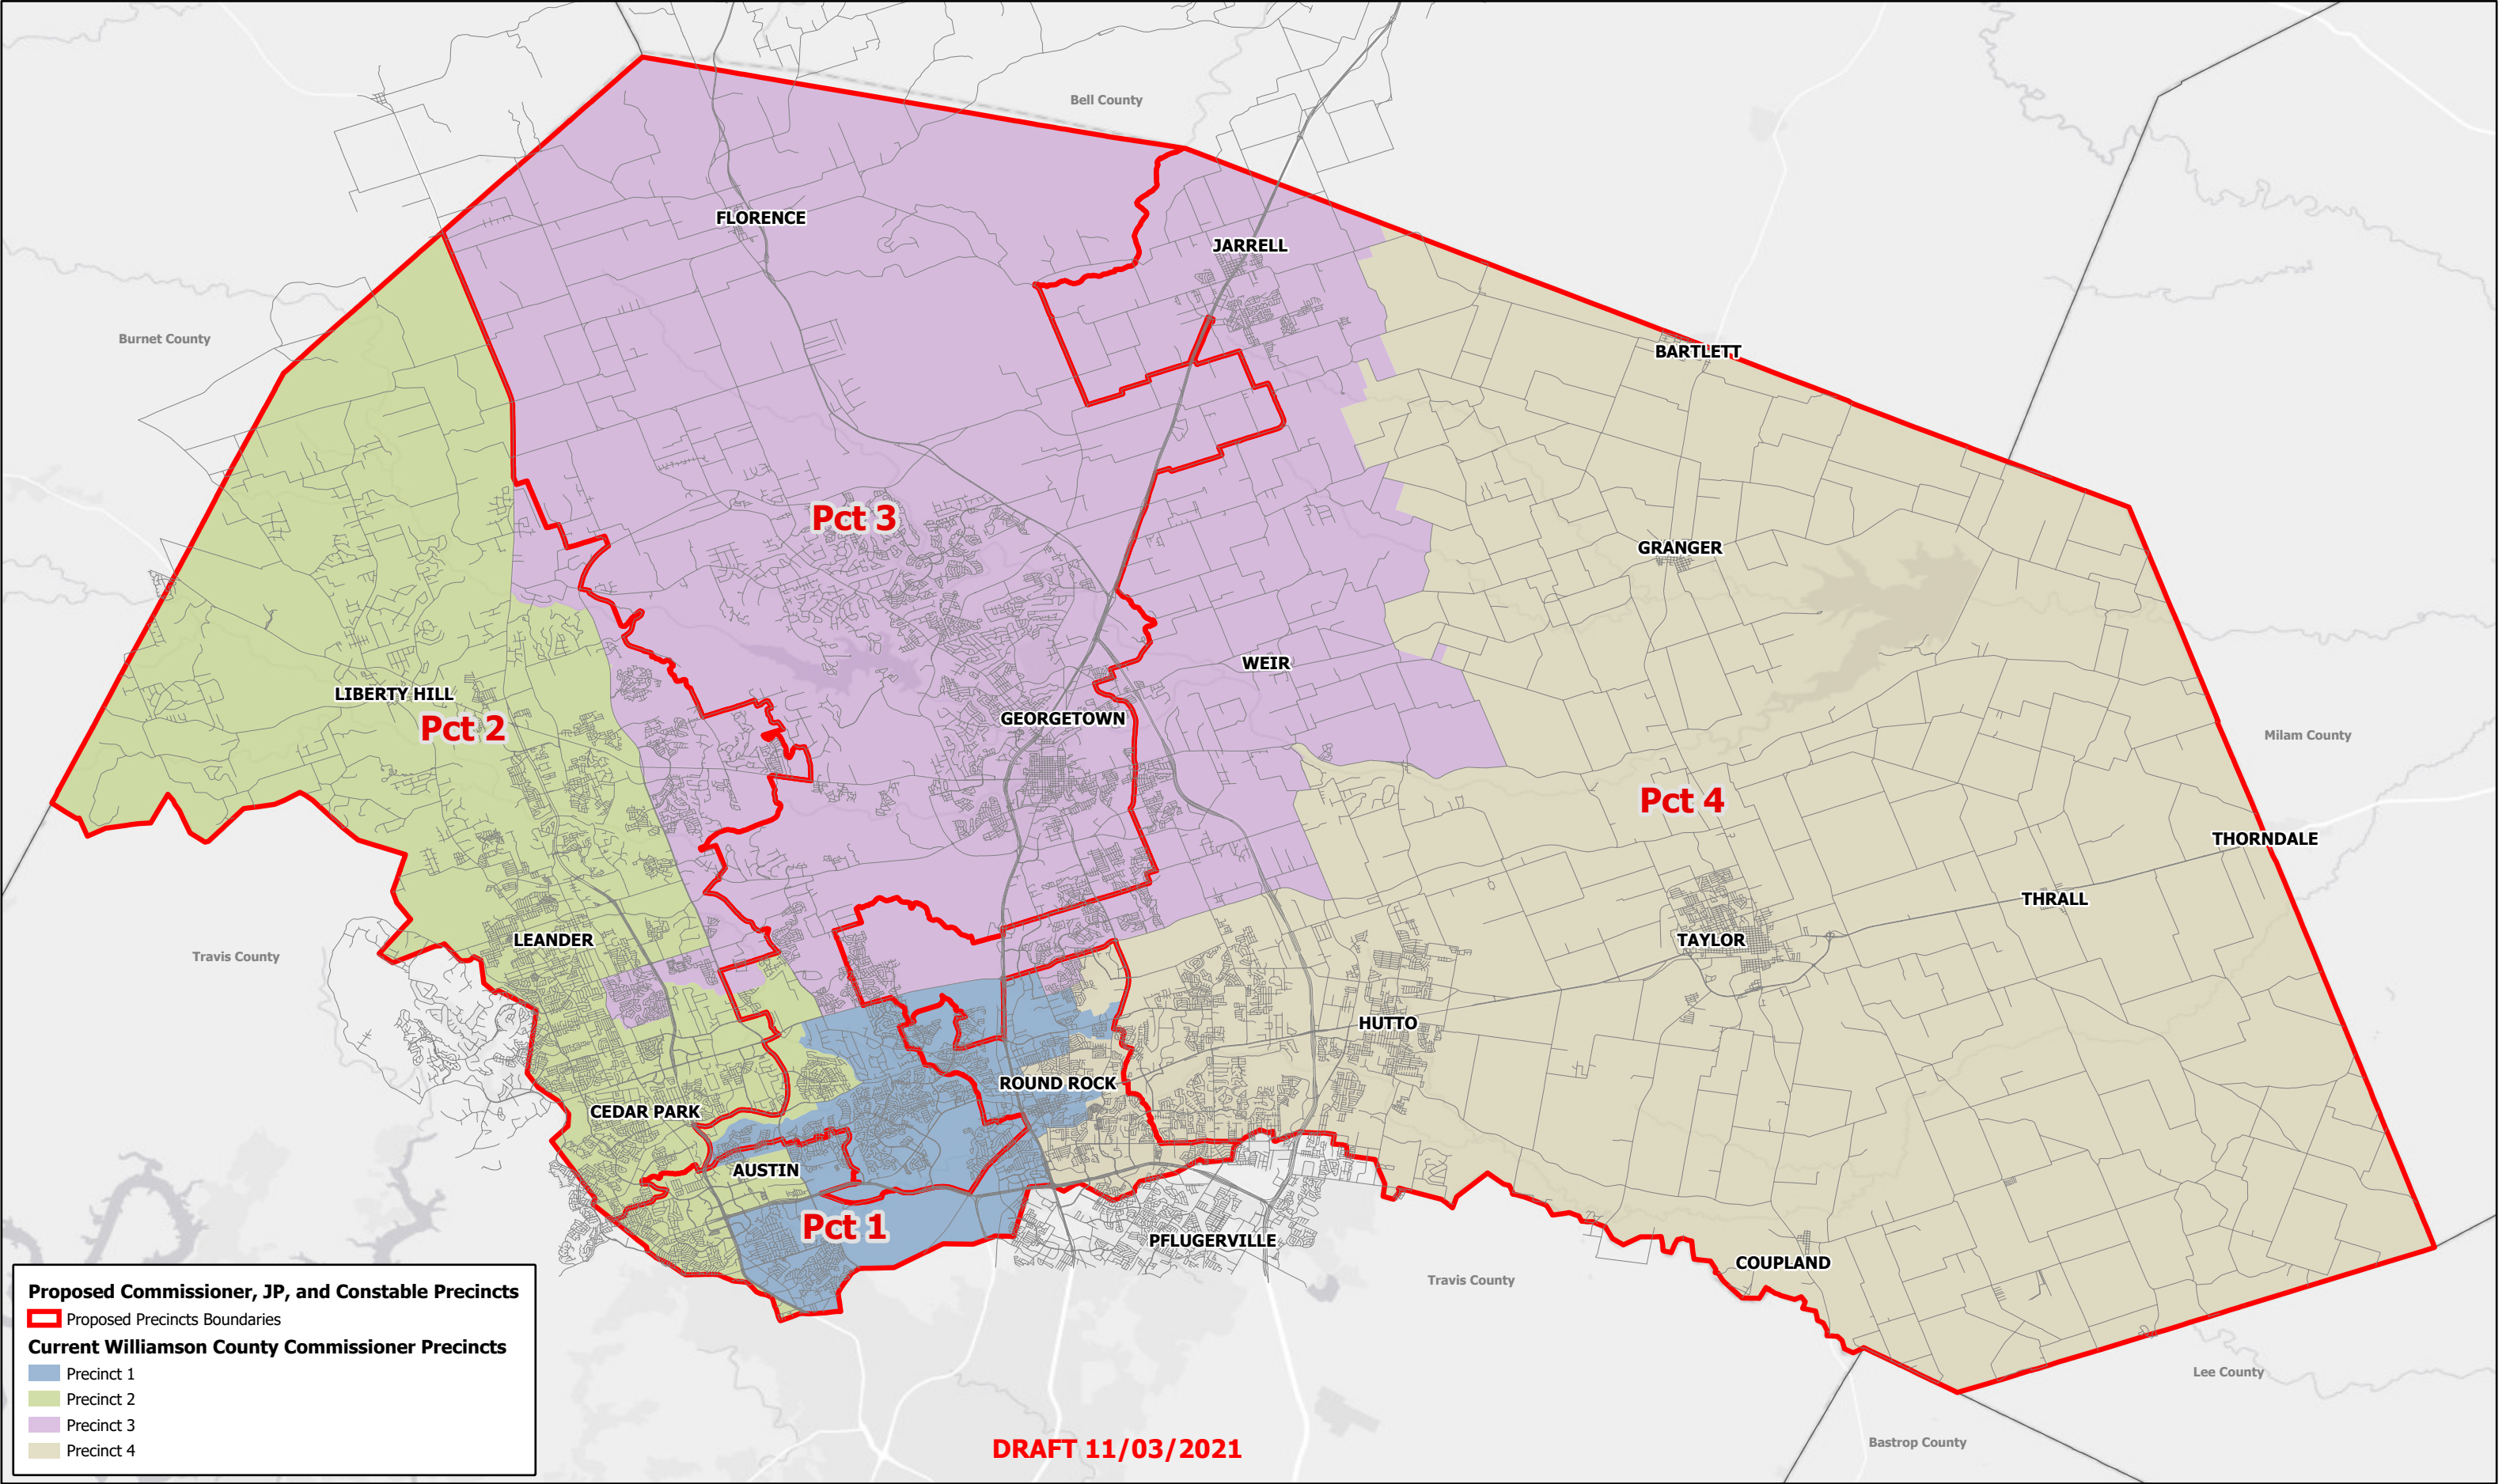 Bell County
FLORENCE
JARRELL
Burnet County
BARTLETT
Pct 3
GRANGER
WEIR
LIBERTY HILL
GEORGETOWN
Pct 2
Milam County
Pct 4
THORNDALE
THRALL
LEANDER
TAYLOR
Travis County
HUTTO
ROUND ROCK
CEDAR PARK
AUSTIN
Pct 1
PFLUGERVILLE
COUPLAND
Travis County
Lee County
Bastrop County
DRAFT 11/03/2021
Proposed Commissioner, JP, and Constable Precincts
Proposed Precincts Boundaries
Current Williamson County Commissioner Precincts
Precinct 1
Precinct 2
Precinct 3
Precinct 4